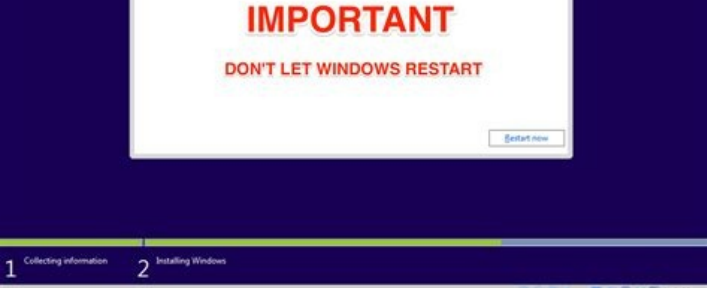 IMPORTANT
DON'T LET WINDOWS RESTART
Restart now
1 Collecting information 2 Installing Windows